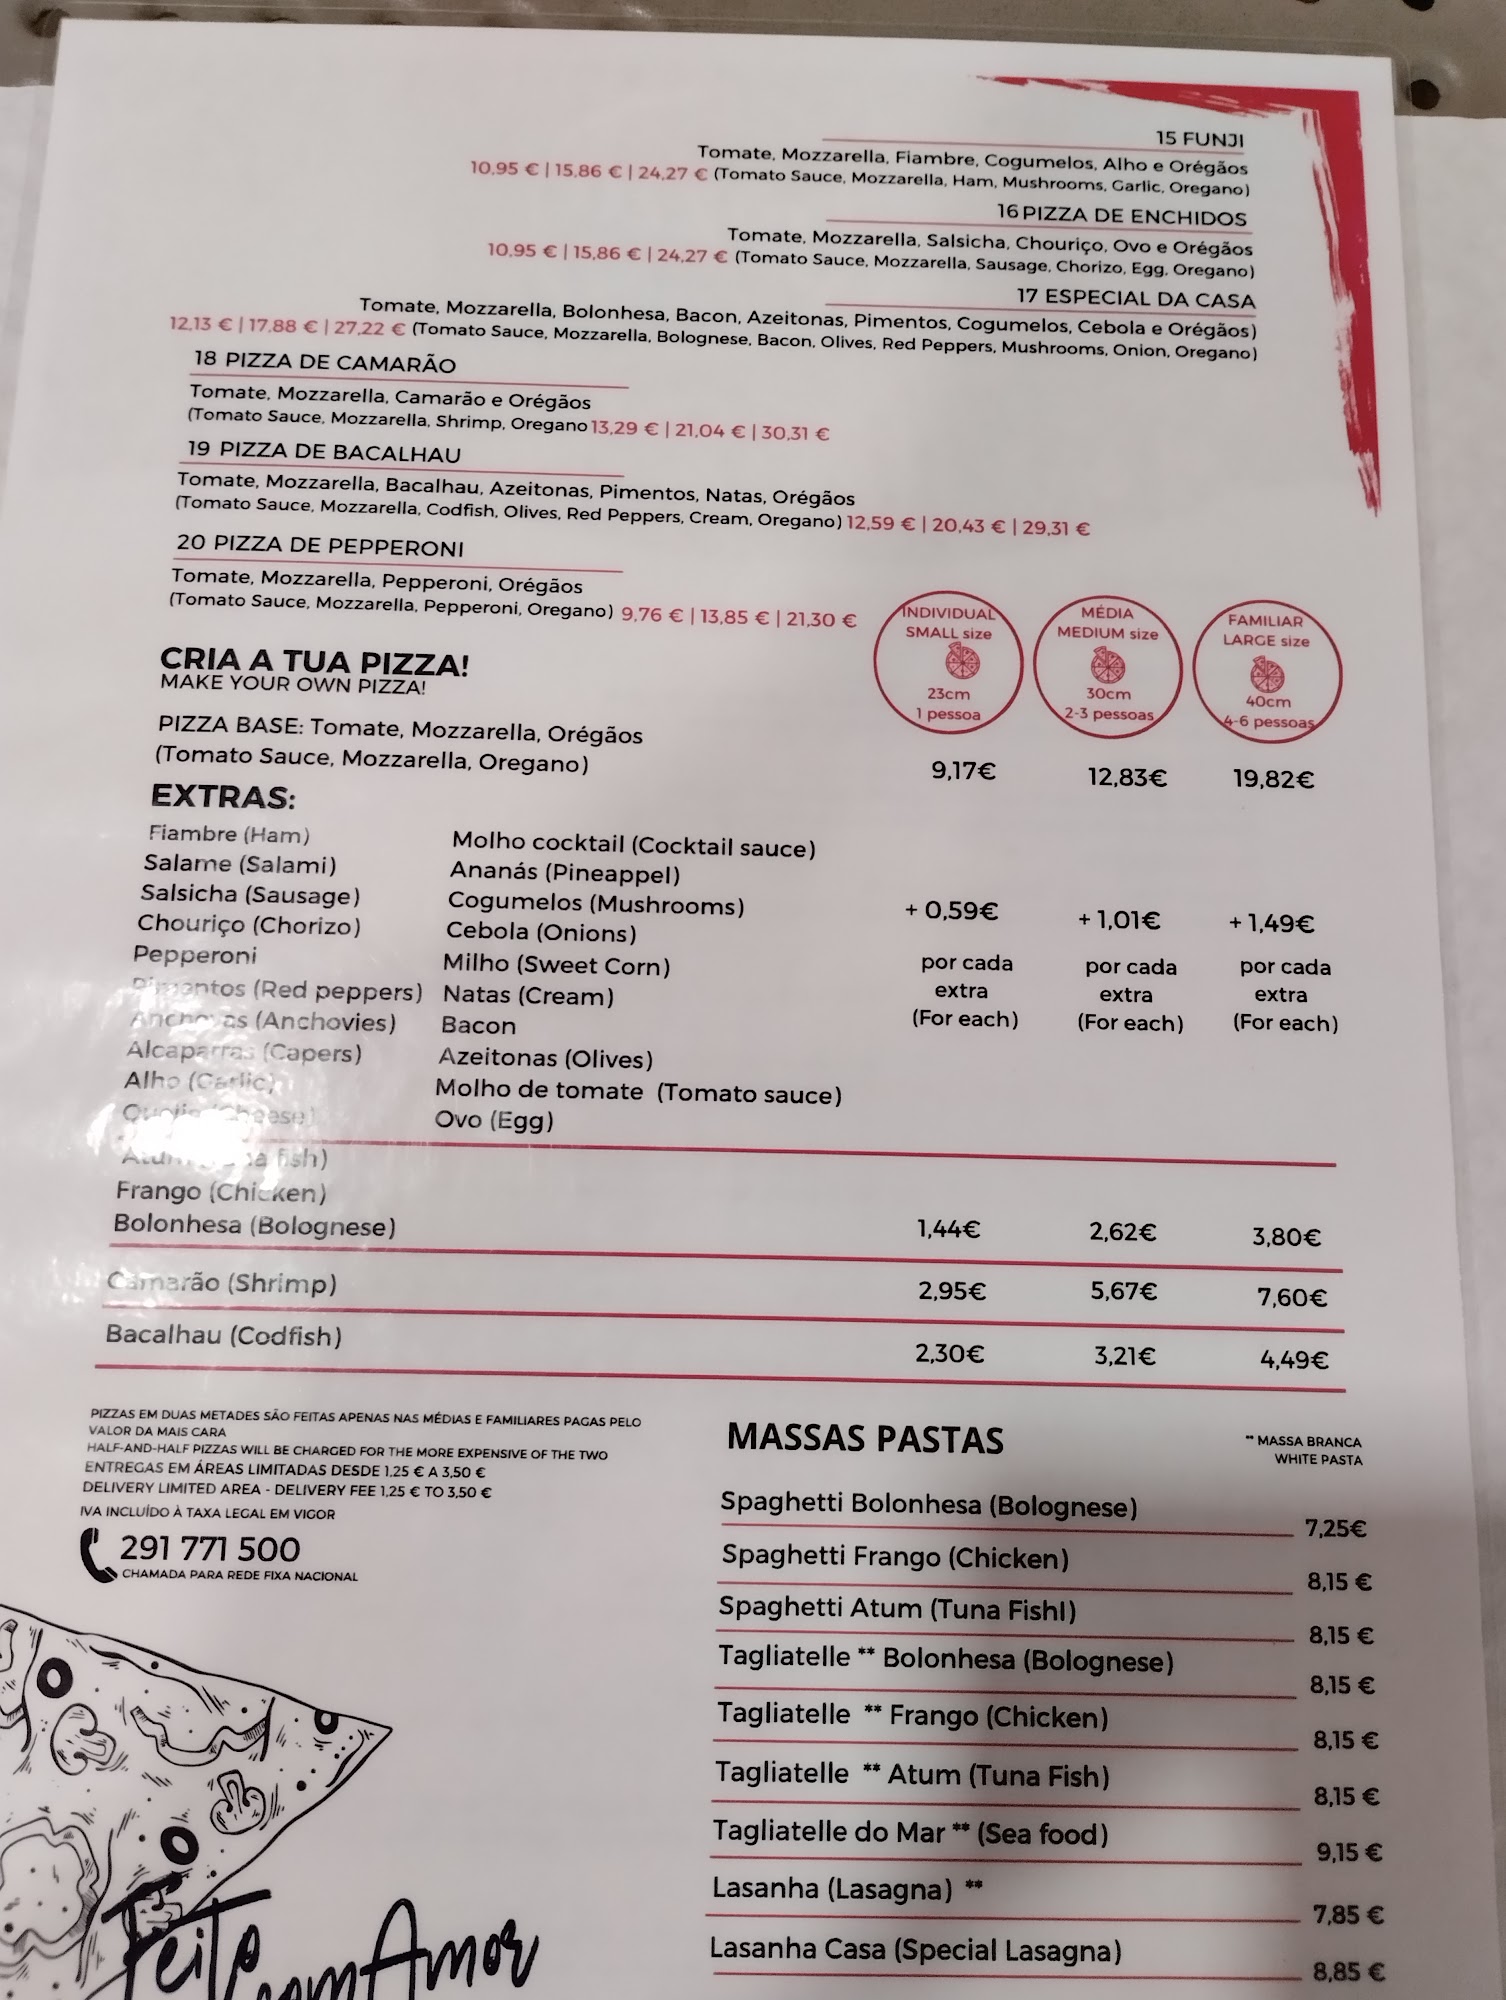 15 FUNJI
Tomate, Mozzarella, Fiambre, Cogumelos, Alho e Orégãos
10,95 € | 15,86 € | 24,27 € (Tomato Sauce, Mozzarella, Ham, Mushrooms, Garlic, Oregano)
16 PIZZA DE ENCHIDOS
Tomate, Mozzarella, Salsicha, Chouriço, Ovo e Orégãos
10,95 € | 15,86 € | 24,27 € (Tomato Sauce, Mozzarella, Sausage, Chorizo, Egg, Oregano)
17 ESPECIAL DA CASA
Tomate, Mozzarella, Bolonhesa, Bacon, Azeitonas, Pimentos, Cogumelos, Cebola e Orégãos)
12,13 € | 17,88 € | 27,22 € (Tomato Sauce, Mozzarella, Bolognese, Bacon, Olives, Red Peppers, Mushrooms, Onion, Oregano)
18 PIZZA DE CAMARÃO
Tomate, Mozzarella, Camarão e Orégãos
(Tomato Sauce, Mozzarella, Shrimp, Oregano 13,29 € | 21,04 € | 30,31 €
19 PIZZA DE BACALHAU
Tomate, Mozzarella, Bacalhau, Azeitonas, Pimentos, Natas, Orégãos
(Tomato Sauce, Mozzarella, Codfish, Olives, Red Peppers, Cream, Oregano) 12,59 € | 20,43 € | 29,31 €
20 PIZZA DE PEPPERONI
Tomate, Mozzarella, Pepperoni, Orégãos
(Tomato Sauce, Mozzarella, Pepperoni, Oregano) 9,76 € | 13,85 € | 21,30 €
INDIVIDUAL
SMALL size
23cm
1 pessoa
MÉDIA
MEDIUM size
30cm
2-3 pessoas
FAMILIAR
LARGE size
40cm
4-6 pessoas
CRIA A TUA PIZZA!
MAKE YOUR OWN PIZZA!
PIZZA BASE: Tomate, Mozzarella, Orégãos
(Tomato Sauce, Mozzarella, Oregano)
9,17€ 12,83€ 19,82€
EXTRAS:
Fiambre (Ham)
Salame (Salami)
Salsicha (Sausage)
Chouriço (Chorizo)
Pepperoni
Pimentos (Red peppers)
Anchovas (Anchovies)
Alcaparras (Capers)
Alho (Garlic)
Queijo (Cheese)
Molho cocktail (Cocktail sauce)
Ananás (Pineappel)
Cogumelos (Mushrooms)
Cebola (Onions)
Milho (Sweet Corn)
Natas (Cream)
Bacon
Azeitonas (Olives)
Molho de tomate (Tomato sauce)
Ovo (Egg)
+ 0,59€
por cada
extra
(For each)
+ 1,01€
por cada
extra
(For each)
+ 1,49€
por cada
extra
(For each)
Atum fish)
Frango (Chicken)
Bolonhesa (Bolognese) 1,44€ 2,62€ 3,80€
Camarão (Shrimp) 2,95€ 5,67€ 7,60€
Bacalhau (Codfish) 2,30€ 3,21€ 4,49€
PIZZAS EM DUAS METADES SÃO FEITAS APENAS NAS MÉDIAS E FAMILIARES PAGAS PELO
VALOR DA MAIS CARA
HALF-AND-HALF PIZZAS WILL BE CHARGED FOR THE MORE EXPENSIVE OF THE TWO
ENTREGAS EM ÁREAS LIMITADAS DESDE 1,25 € A 3,50 €
DELIVERY LIMITED AREA - DELIVERY FEE 1,25 € TO 3,50 €
IVA INCLUÍDO À TAXA LEGAL EM VIGOR
291 771 500
CHAMADA PARA REDE FIXA NACIONAL
Feito com Amor
MASSAS PASTAS
** MASSA BRANCA
WHITE PASTA
Spaghetti Bolonhesa (Bolognese) 7,25€
Spaghetti Frango (Chicken) 8,15 €
Spaghetti Atum (Tuna Fishl) 8,15 €
Tagliatelle ** Bolonhesa (Bolognese) 8,15 €
Tagliatelle ** Frango (Chicken) 8,15 €
Tagliatelle ** Atum (Tuna Fish) 8,15 €
Tagliatelle do Mar ** (Sea food) 9,15 €
Lasanha (Lasagna) ** 7,85 €
Lasanha Casa (Special Lasagna) 8,85 €